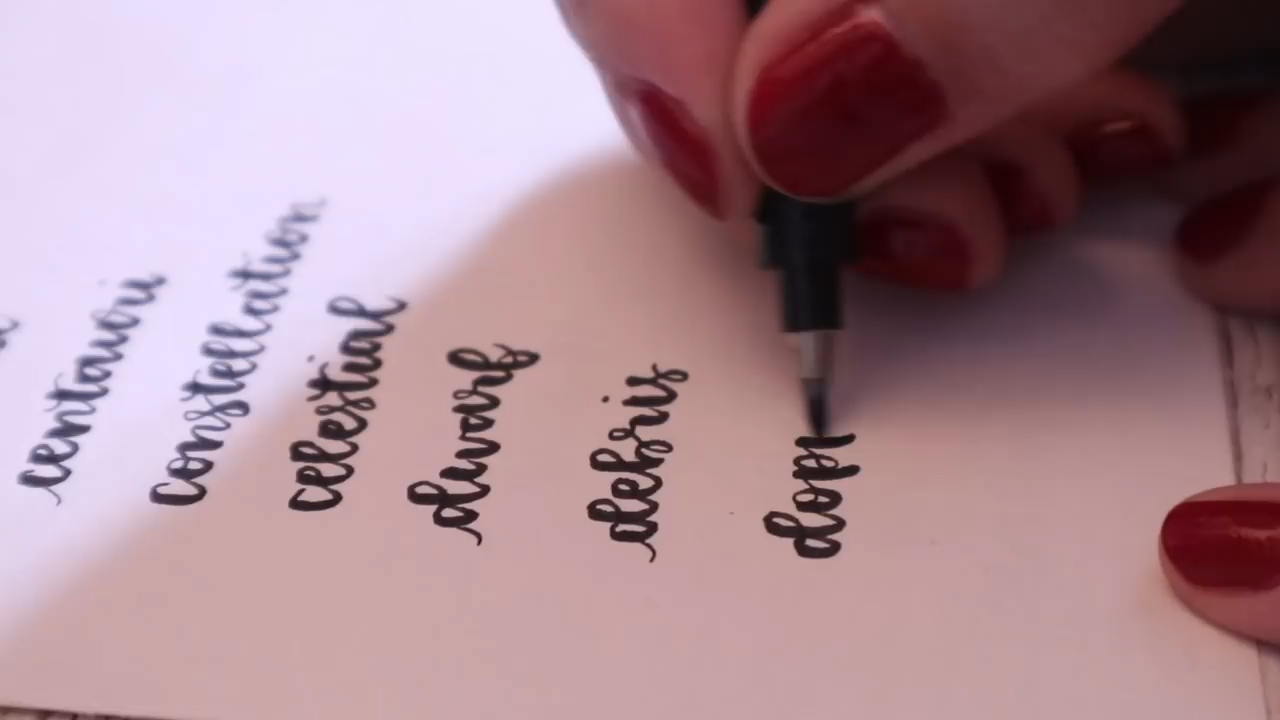 centauri
constellation
celestial
dwarf
debris
dop